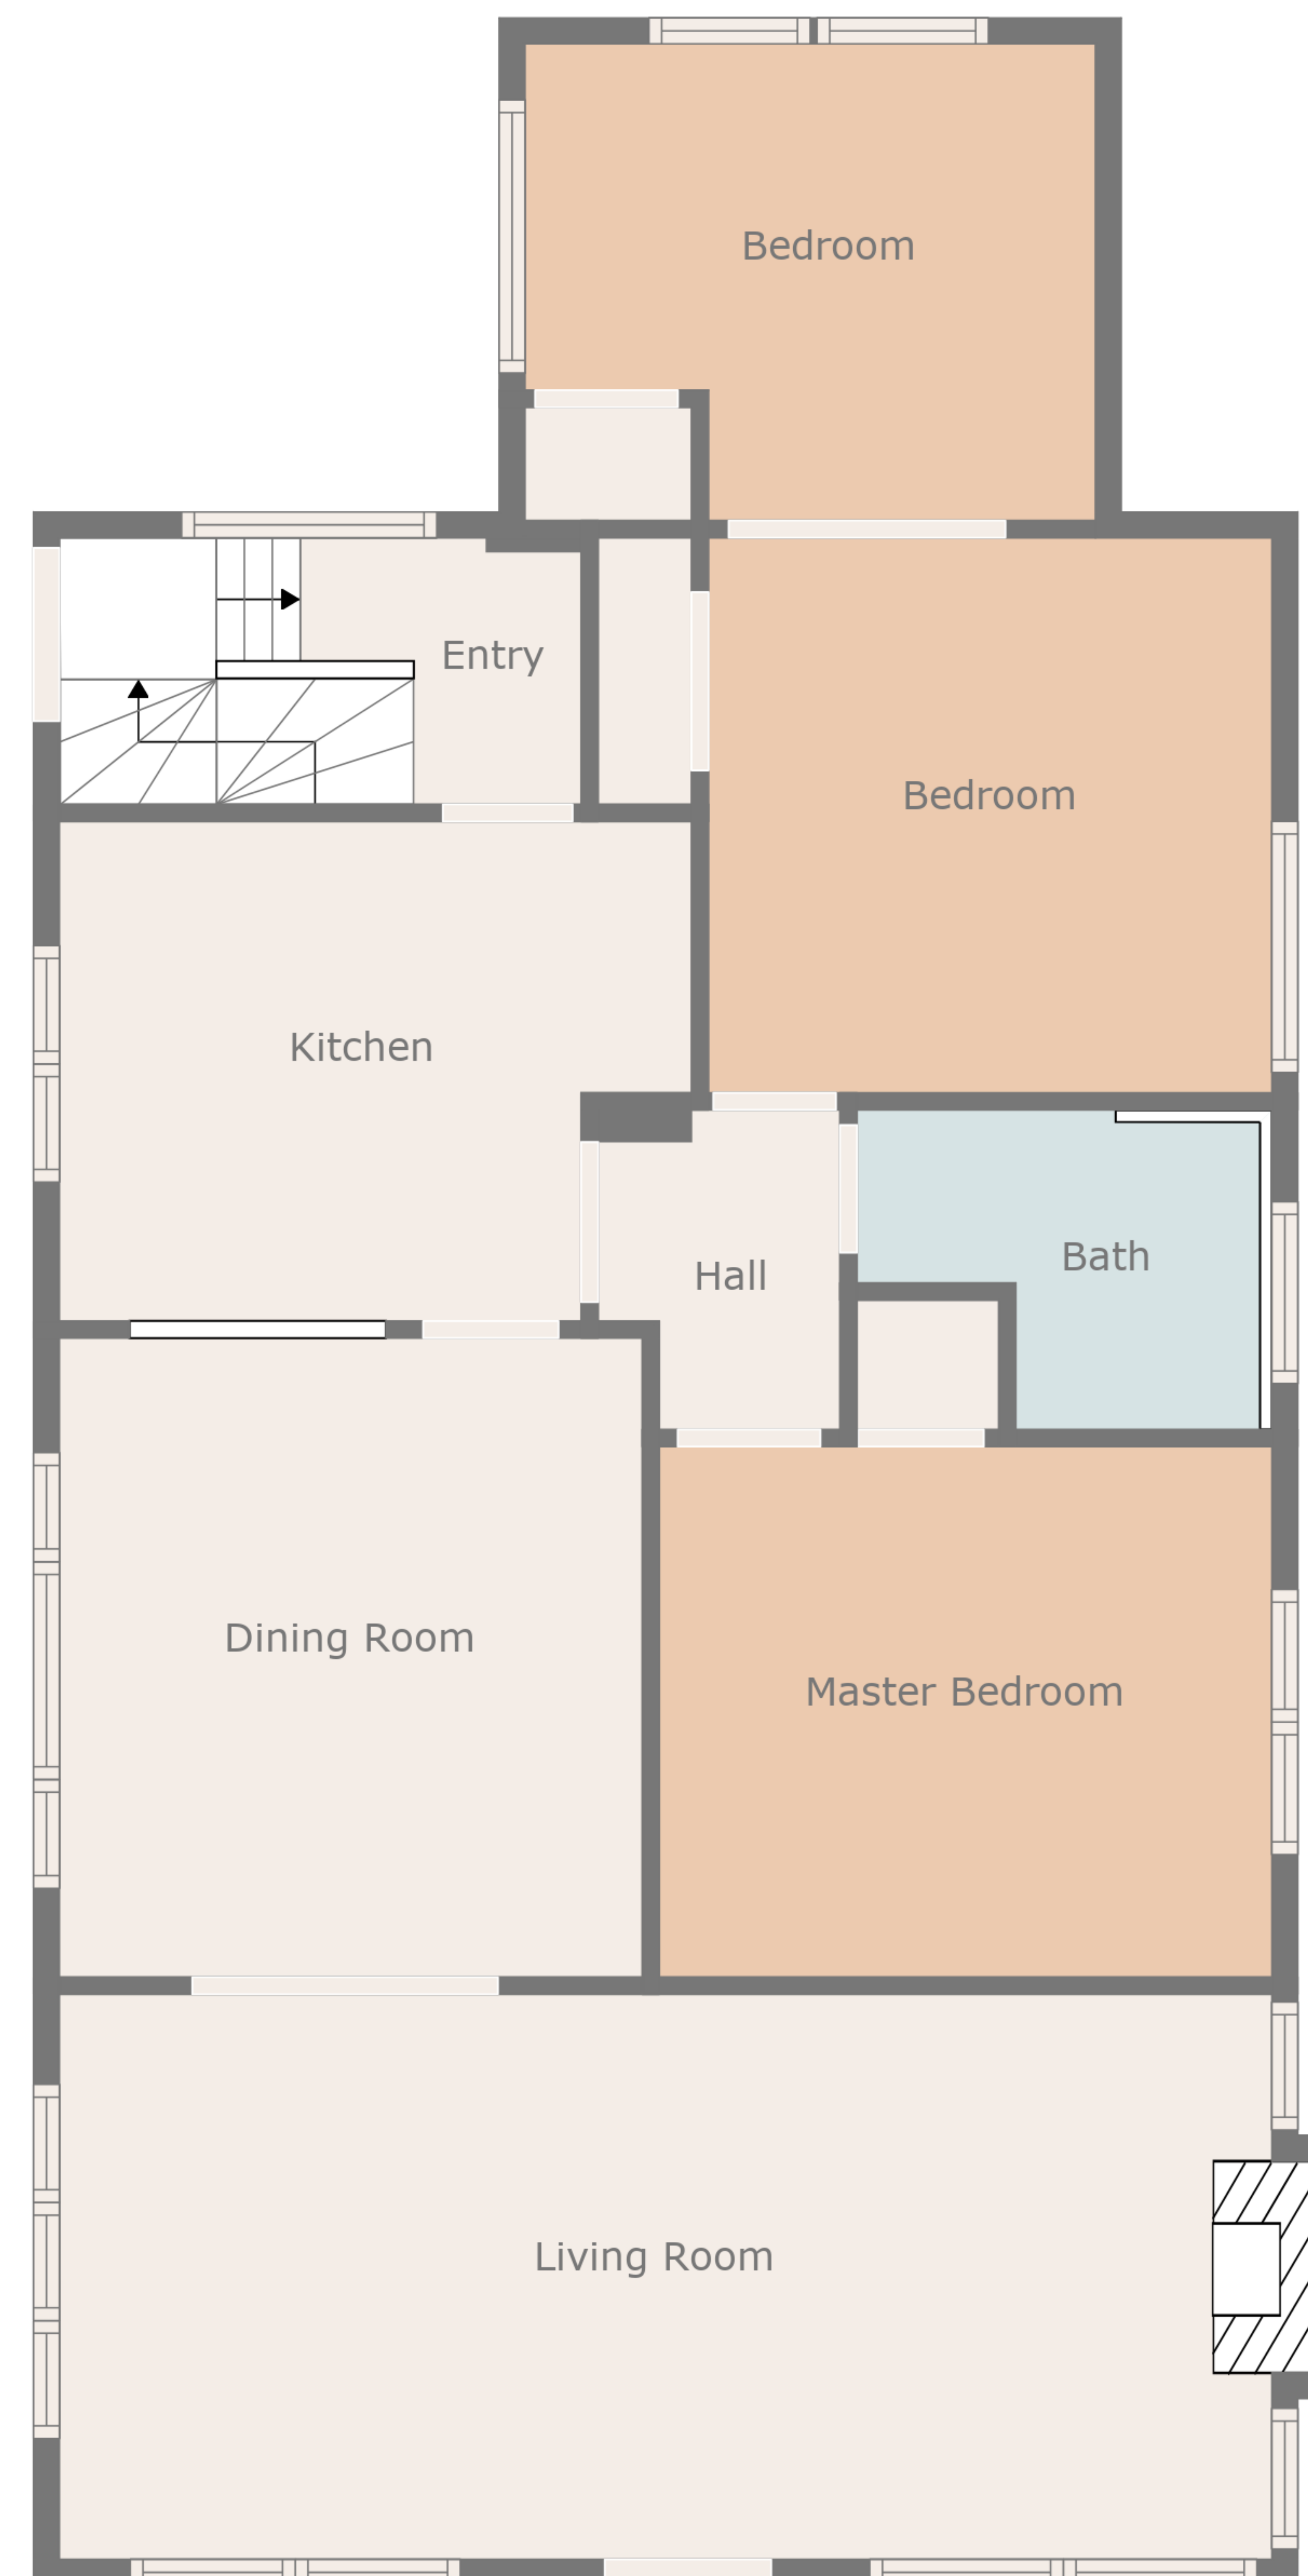 Bedroom
Entry
Bedroom
Kitchen
Hall
Bath
Dining Room
Master Bedroom
Living Room